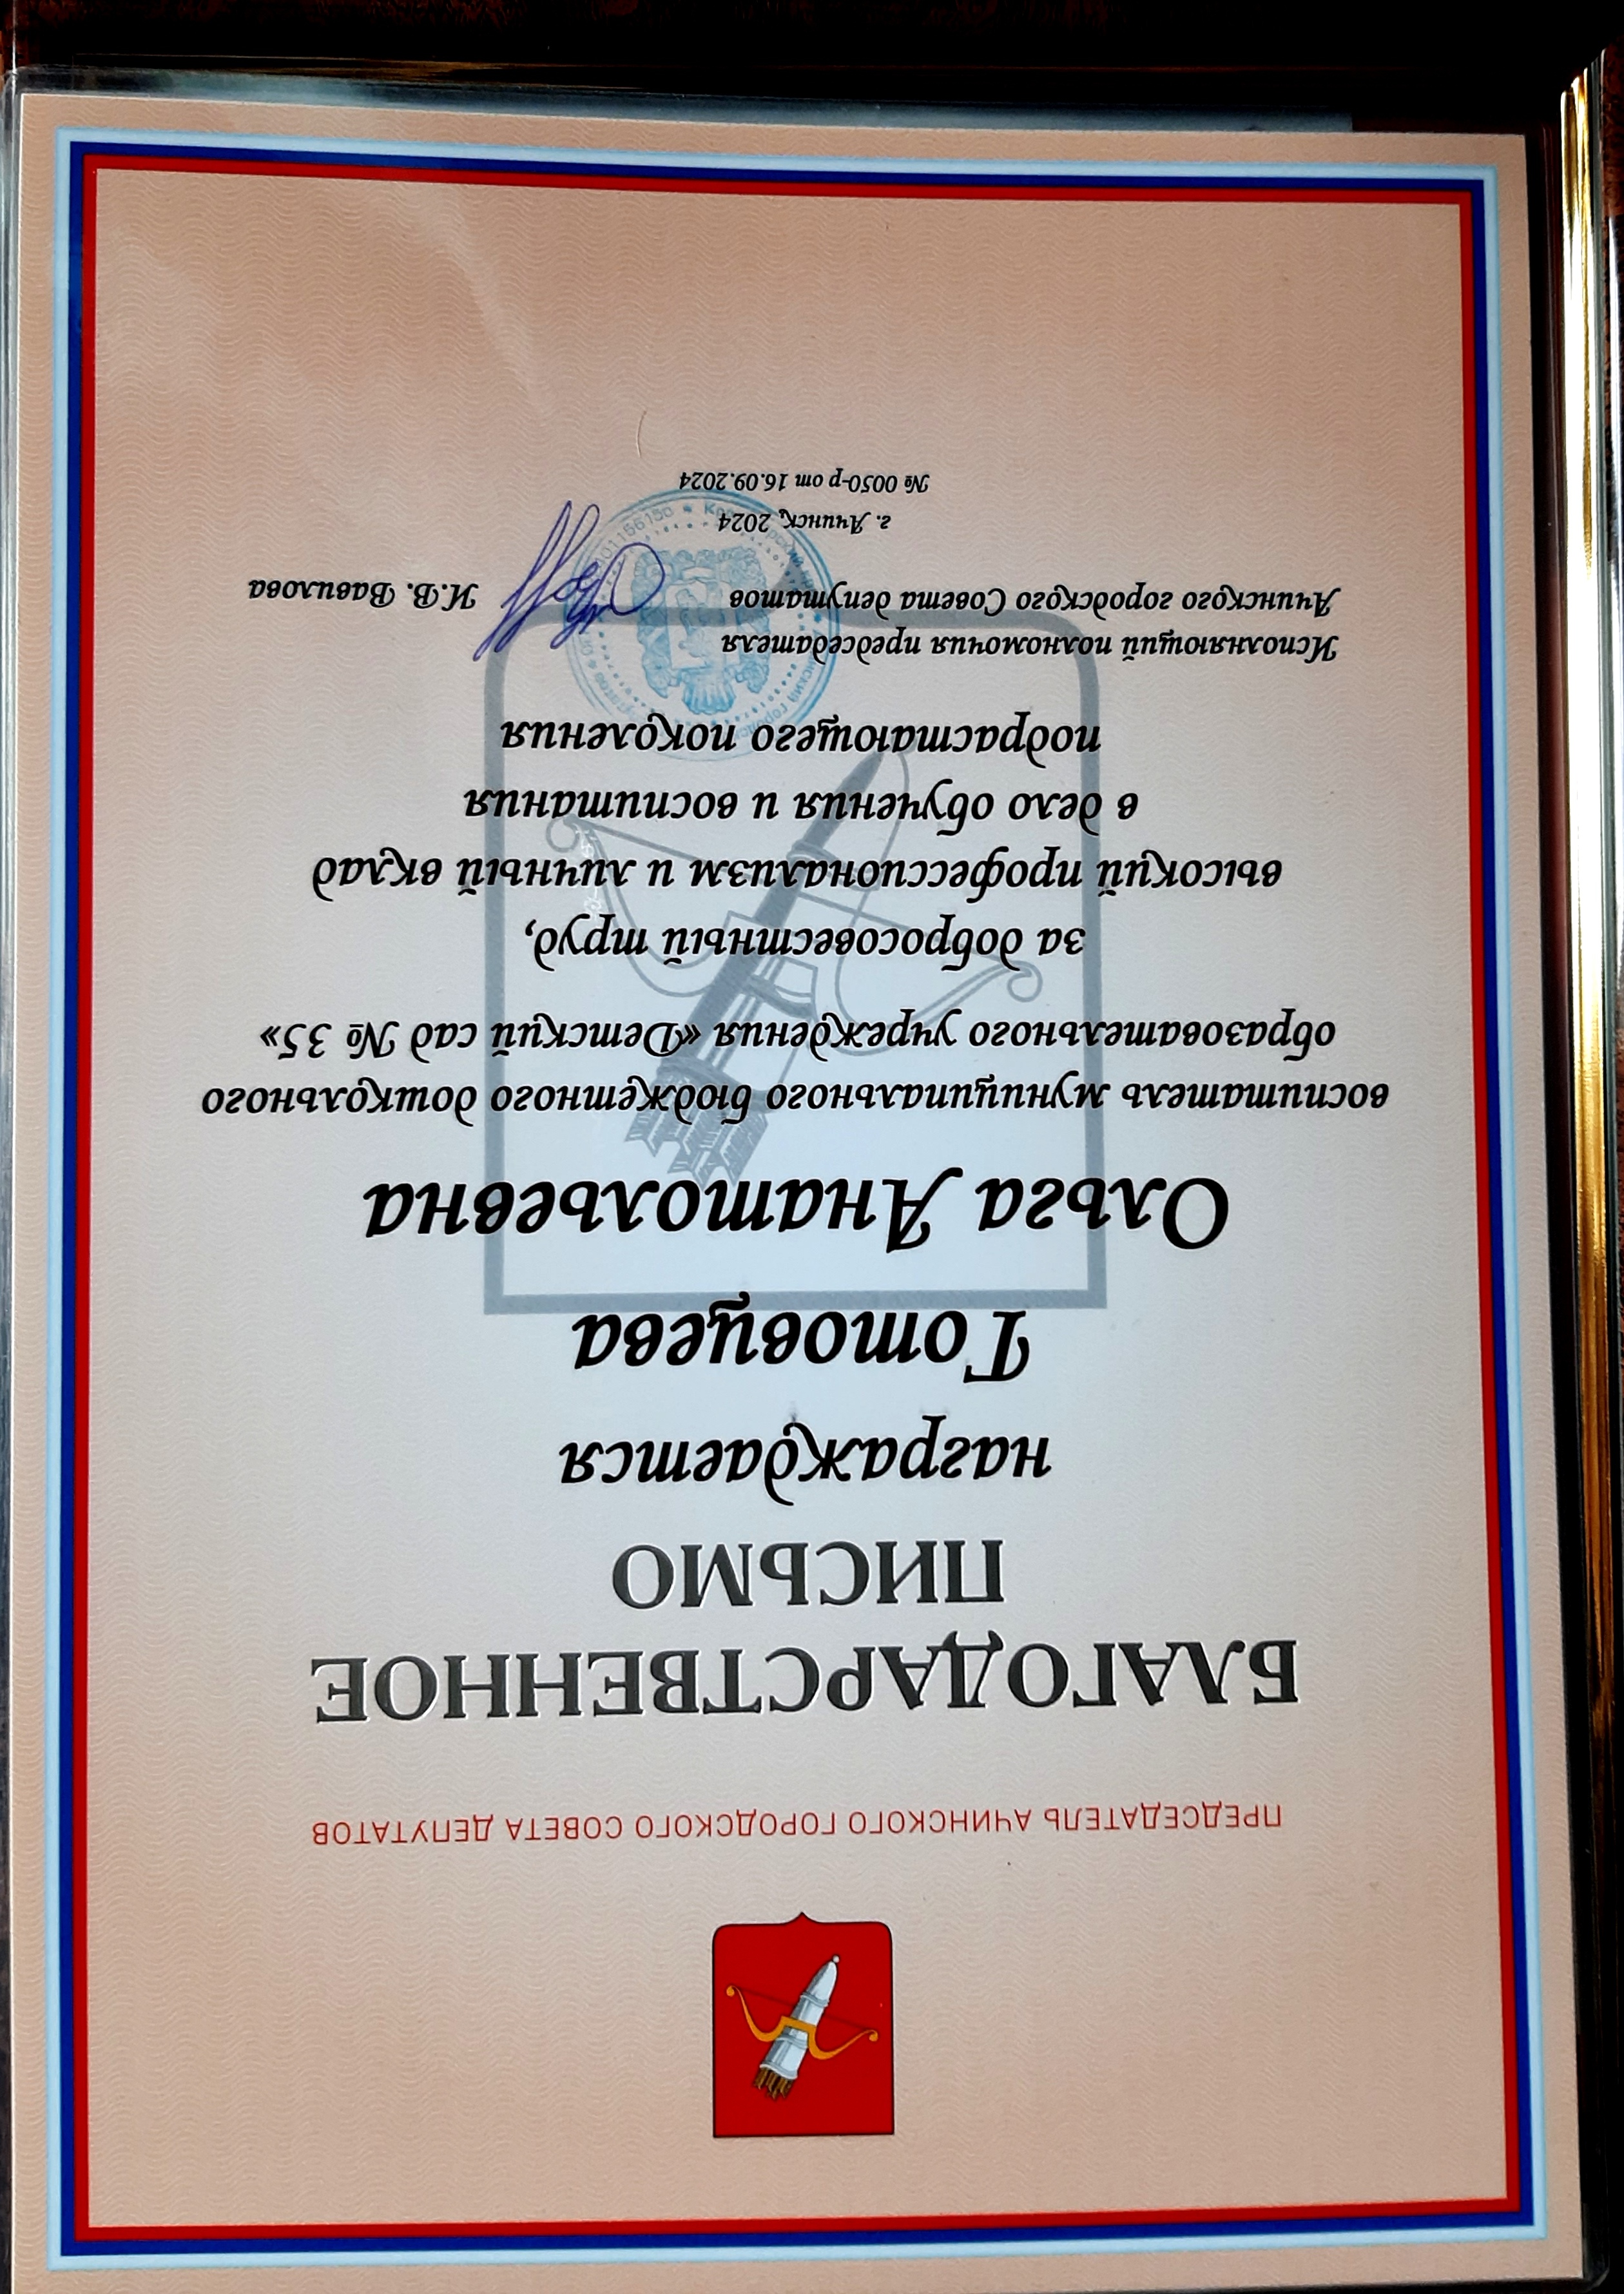 ПРЕДСЕДАТЕЛЬ АЧИНСКОГО ГОРОДСКОГО СОВЕТА ДЕПУТАТОВ
БЛАГОДАРСТВЕННОЕ
ПИСЬМО
награждается
Готовцева
Ольга Анатольевна
воспитатель муниципального бюджетного дошкольного
образовательного учреждения «Детский сад № 35»
за добросовестный труд,
высокий профессионализм и личный вклад
в дело обучения и воспитания
подрастающего поколения
Исполняющий полномочия председателя
Ачинского городского Совета депутатов Н.В. Вавилова
г. Ачинск, 2024
№ 0050-р от 16.09.2024